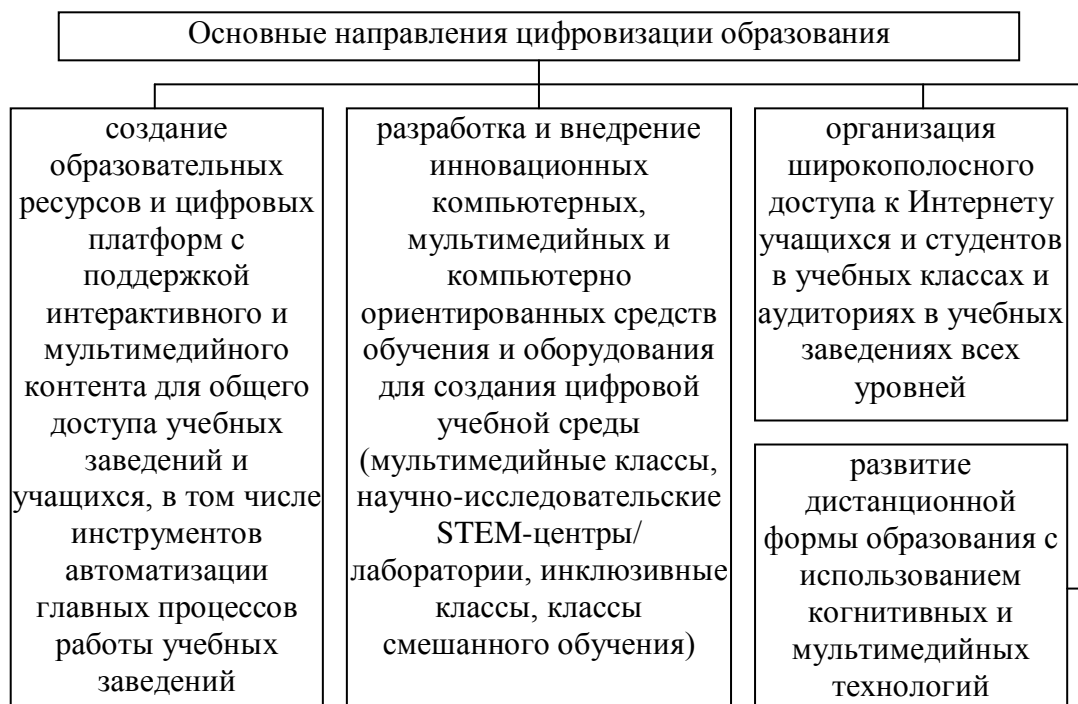 Основные направления цифровизации образования
создание
образовательных
ресурсов и цифровых
платформ с
поддержкой
интерактивного и
мультимедийного
контента для общего
доступа учебных
заведений и
учащихся, в том числе
инструментов
автоматизации
главных процессов
работы учебных
заведений
разработка и внедрение
инновационных
компьютерных,
мультимедийных и
компьютерно
ориентированных средств
обучения и оборудования
для создания цифровой
учебной среды
(мультимедийные классы,
научно-исследовательские
STEM-центры/
лаборатории, инклюзивные
классы, классы
смешанного обучения)
организация
широкополосного
доступа к Интернету
учащихся и студентов
в учебных классах и
аудиториях в учебных
заведениях всех
уровней
развитие
дистанционной
формы образования с
использованием
когнитивных и
мультимедийных
технологий